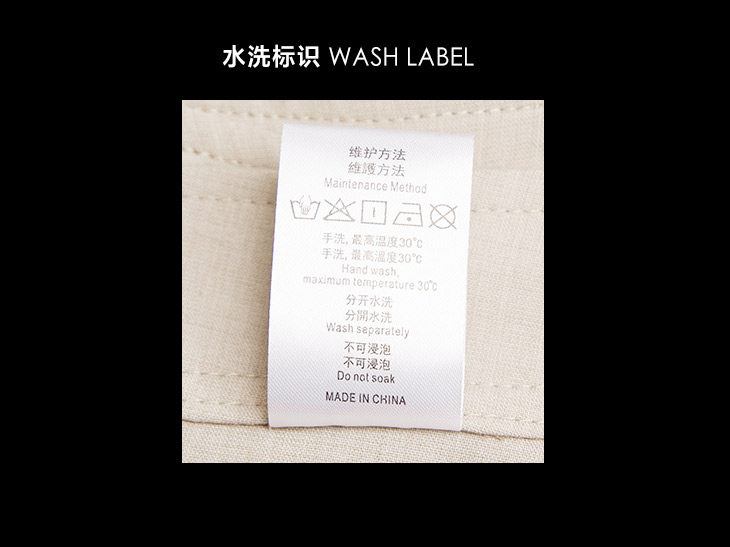 水洗标识 WASH LABEL
维护方法
維護方法
Maintenance Method
手洗,最高温度30°c
手洗,最高溫度30°c
Hand wash,
maximum temperature 30°c
分开水洗
分開水洗
Wash separately
不可浸泡
不可浸泡
Do not soak
MADE IN CHINA